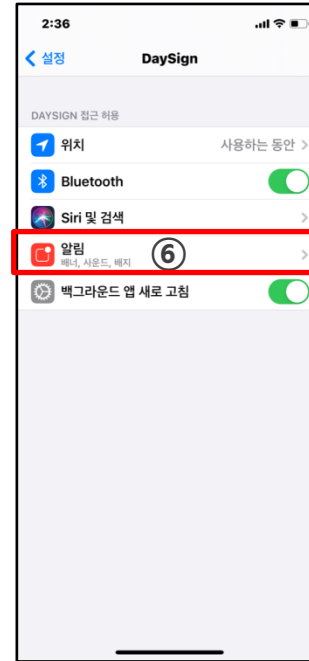 2:36
설정
DaySign
DAYSIGN 접근 허용
위치
사용하는 동안
Bluetooth
Siri 및 검색
알림
배너, 사운드, 배지
⑥
백그라운드 앱 새로 고침